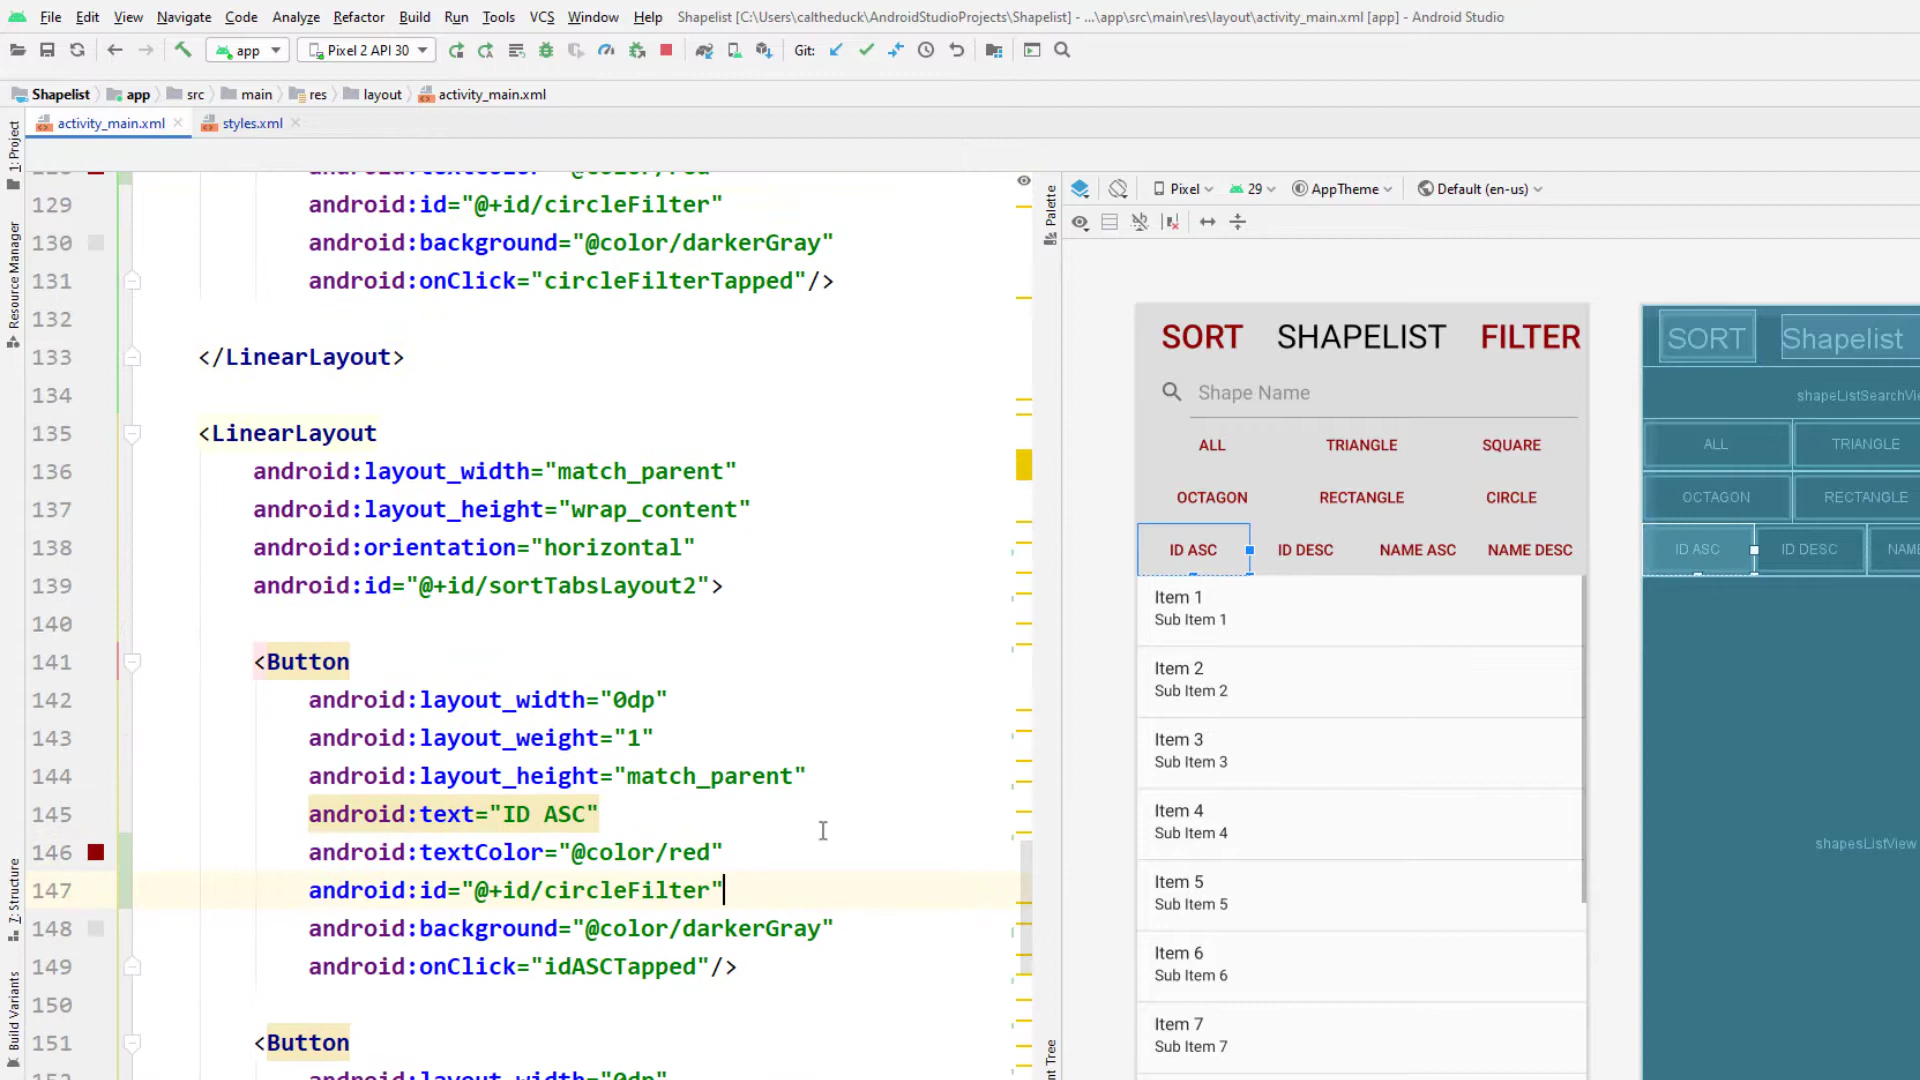 File Edit View Navigate Code Analyze Refactor Build Run Tools VCS Window Help Shapelist [C:\Users\caltheduck\AndroidStudioProjects\Shapelist] - ...\app\src\main\res\layout\activity_main.xml [app] - Android Studio
app Pixel 2 API 30 Git:
Shapelist app src main res layout activity_main.xml
activity_main.xml styles.xml
1: Project
Resource Manager
7: Structure
Build Variants
129 android:id="@+id/circleFilter"
130 android:background="@color/darkerGray"
131 android:onClick="circleFilterTapped"/>
132
133 </LinearLayout>
134
135 <LinearLayout
136 android:layout_width="match_parent"
137 android:layout_height="wrap_content"
138 android:orientation="horizontal"
139 android:id="@+id/sortTabsLayout2">
140
141 <Button
142 android:layout_width="0dp"
143 android:layout_weight="1"
144 android:layout_height="match_parent"
145 android:text="ID ASC"
146 android:textColor="@color/red"
147 android:id="@+id/circleFilter"
148 android:background="@color/darkerGray"
149 android:onClick="idASCTapped"/>
150
151 <Button
android:layout_width="0dp"
Palette
Pixel 29 AppTheme Default (en-us)
SORT SHAPELIST FILTER
Shape Name
ALL TRIANGLE SQUARE
OCTAGON RECTANGLE CIRCLE
ID ASC ID DESC NAME ASC NAME DESC
Item 1
Sub Item 1
Item 2
Sub Item 2
Item 3
Sub Item 3
Item 4
Sub Item 4
Item 5
Sub Item 5
Item 6
Sub Item 6
Item 7
Sub Item 7
SORT Shapelist
ALL TRIANGLE
OCTAGON RECTANGLE
ID ASC ID DESC
shapesListView